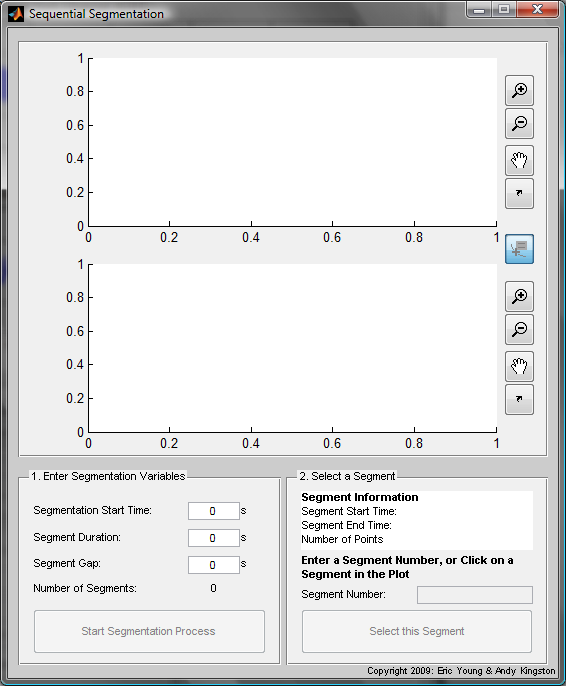 Sequential Segmentation
1
0.8
0.6
0.4
0.2
0
0 0.2 0.4 0.6 0.8 1
1
0.8
0.6
0.4
0.2
0
0 0.2 0.4 0.6 0.8 1
1. Enter Segmentation Variables
Segmentation Start Time: 0 s
Segment Duration: 0 s
Segment Gap: 0 s
Number of Segments: 0
Start Segmentation Process
2. Select a Segment
Segment Information
Segment Start Time:
Segment End Time:
Number of Points
Enter a Segment Number, or Click on a
Segment in the Plot
Segment Number:
Select this Segment
Copyright 2009: Eric Young & Andy Kingston